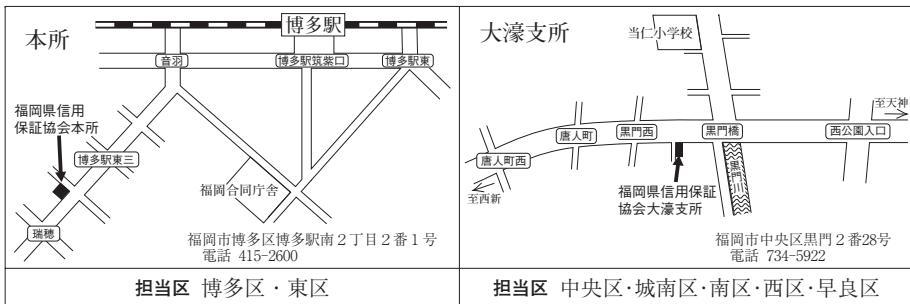 本所
博多駅
音羽
博多駅筑紫口
博多駅東
福岡県信用
保証協会本所
博多駅東三
福岡合同庁舎
瑞穂
福岡市博多区博多駅南2丁目2番1号
電話 415-2600
担当区 博多区・東区
大濠支所
当仁小学校
至天神
唐人町
黒門西
黒門橋
西公園入口
唐人町西
至西新
黒門川
福岡県信用保証
協会大濠支所
福岡市中央区黒門2番28号
電話 734-5922
担当区 中央区・城南区・南区・西区・早良区